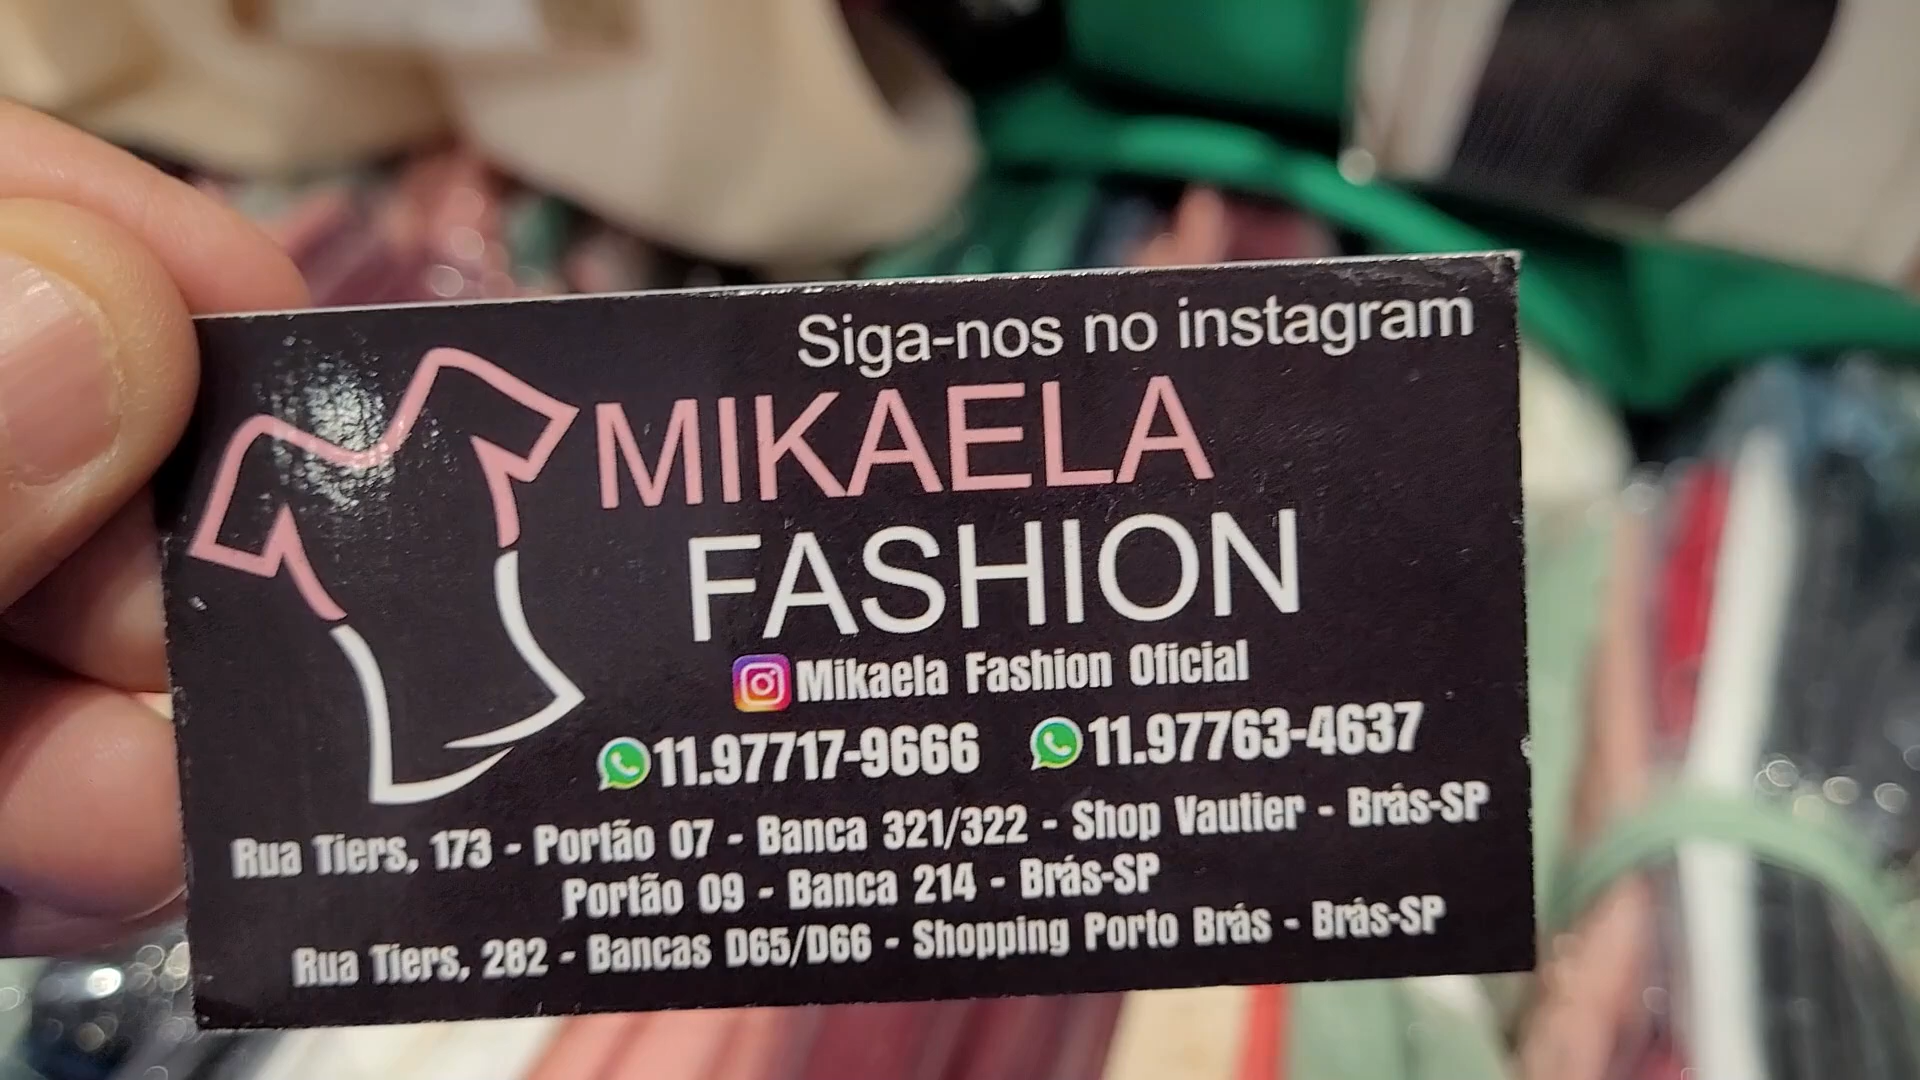 Siga-nos no instagram
MIKAELA
FASHION
Mikaela Fashion Oficial
11.97717-9666 11.97763-4637
Rua Tiers, 173 - Portão 07 - Banca 321/322 - Shop Vautier - Brás-SP
Portão 09 - Banca 214 - Brás-SP
Rua Tiers, 282 - Bancas D65/D66 - Shopping Porto Brás - Brás-SP